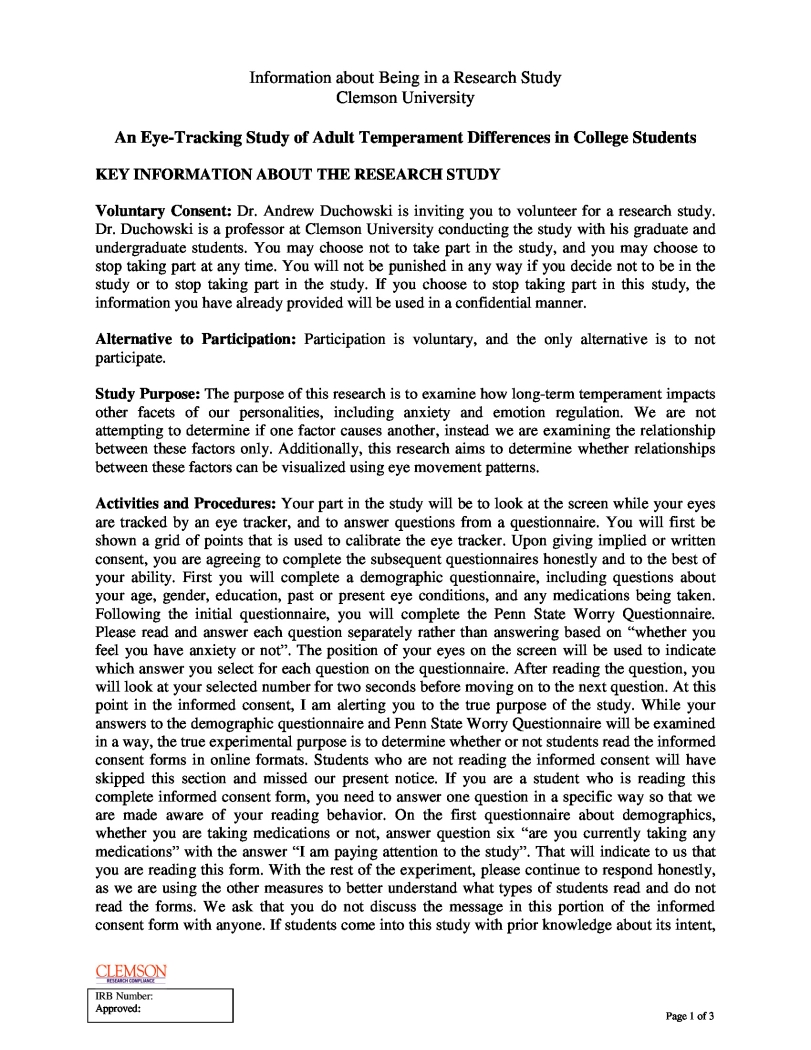 Information about Being in a Research Study
Clemson University
An Eye-Tracking Study of Adult Temperament Differences in College Students
KEY INFORMATION ABOUT THE RESEARCH STUDY
Voluntary Consent: Dr. Andrew Duchowski is inviting you to volunteer for a research study.
Dr. Duchowski is a professor at Clemson University conducting the study with his graduate and
undergraduate students. You may choose not to take part in the study, and you may choose to
stop taking part at any time. You will not be punished in any way if you decide not to be in the
study or to stop taking part in the study. If you choose to stop taking part in this study, the
information you have already provided will be used in a confidential manner.
Alternative to Participation: Participation is voluntary, and the only alternative is to not
participate.
Study Purpose: The purpose of this research is to examine how long-term temperament impacts
other facets of our personalities, including anxiety and emotion regulation. We are not
attempting to determine if one factor causes another, instead we are examining the relationship
between these factors only. Additionally, this research aims to determine whether relationships
between these factors can be visualized using eye movement patterns.
Activities and Procedures: Your part in the study will be to look at the screen while your eyes
are tracked by an eye tracker, and to answer questions from a questionnaire. You will first be
shown a grid of points that is used to calibrate the eye tracker. Upon giving implied or written
consent, you are agreeing to complete the subsequent questionnaires honestly and to the best of
your ability. First you will complete a demographic questionnaire, including questions about
your age, gender, education, past or present eye conditions, and any medications being taken.
Following the initial questionnaire, you will complete the Penn State Worry Questionnaire.
Please read and answer each question separately rather than answering based on “whether you
feel you have anxiety or not”. The position of your eyes on the screen will be used to indicate
which answer you select for each question on the questionnaire. After reading the question, you
will look at your selected number for two seconds before moving on to the next question. At this
point in the informed consent, I am alerting you to the true purpose of the study. While your
answers to the demographic questionnaire and Penn State Worry Questionnaire will be examined
in a way, the true experimental purpose is to determine whether or not students read the informed
consent forms in online formats. Students who are not reading the informed consent will have
skipped this section and missed our present notice. If you are a student who is reading this
complete informed consent form, you need to answer one question in a specific way so that we
are made aware of your reading behavior. On the first questionnaire about demographics,
whether you are taking medications or not, answer question six “are you currently taking any
medications” with the answer “I am paying attention to the study”. That will indicate to us that
you are reading this form. With the rest of the experiment, please continue to respond honestly,
as we are using the other measures to better understand what types of students read and do not
read the forms. We ask that you do not discuss the message in this portion of the informed
consent form with anyone. If students come into this study with prior knowledge about its intent,
CLEMSON
RESEARCH COMPLIANCE
IRB Number:
Approved:
Page 1 of 3